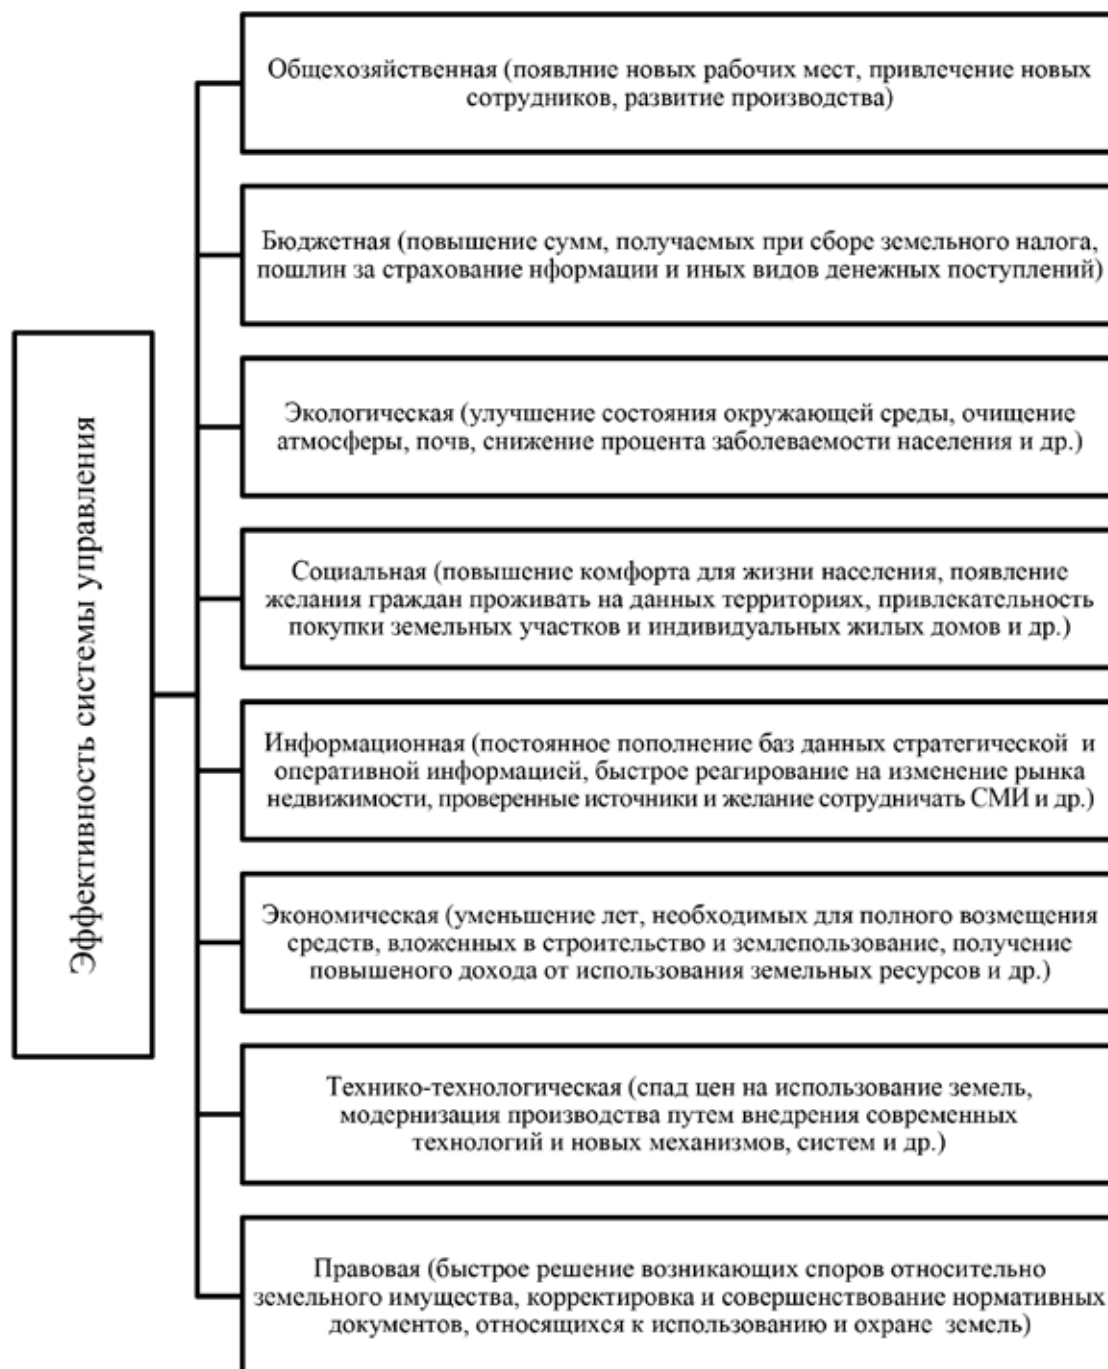 Общехозяйственная (появлние новых рабочих мест, привлечение новых
сотрудников, развитие производства)
Бюджетная (повышение сумм, получаемых при сборе земельного налога,
пошлин за страхование нформации и иных видов денежных поступлений)
Экологическая (улучшение состояния окружающей среды, очищение
атмосферы, почв, снижение процента заболеваемости населения и др.)
Эффективность системы управления
Социальная (повышение комфорта для жизни населения, появление
желания граждан проживать на данных территориях, привлекательность
покупки земельных участков и индивидуальных жилых домов и др.)
Информационная (постоянное пополнение баз данных стратегической и
оперативной информацией, быстрое реагирование на изменение рынка
недвижимости, проверенные источники и желание сотрудничать СМИ и др.)
Экономическая (уменьшение лет, необходимых для полного возмещения
средств, вложенных в строительство и землепользование, получение
повышеного дохода от использования земельных ресурсов и др.)
Технико-технологическая (спад цен на использование земель,
модернизация производства путем внедрения современных
технологий и новых механизмов, систем и др.)
Правовая (быстрое решение возникающих споров относительно
земельного имущества, корректировка и совершенствование нормативных
документов, относящихся к использованию и охране земель)